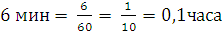 6 мин = 6/60 = 1/10 = 0,1часа